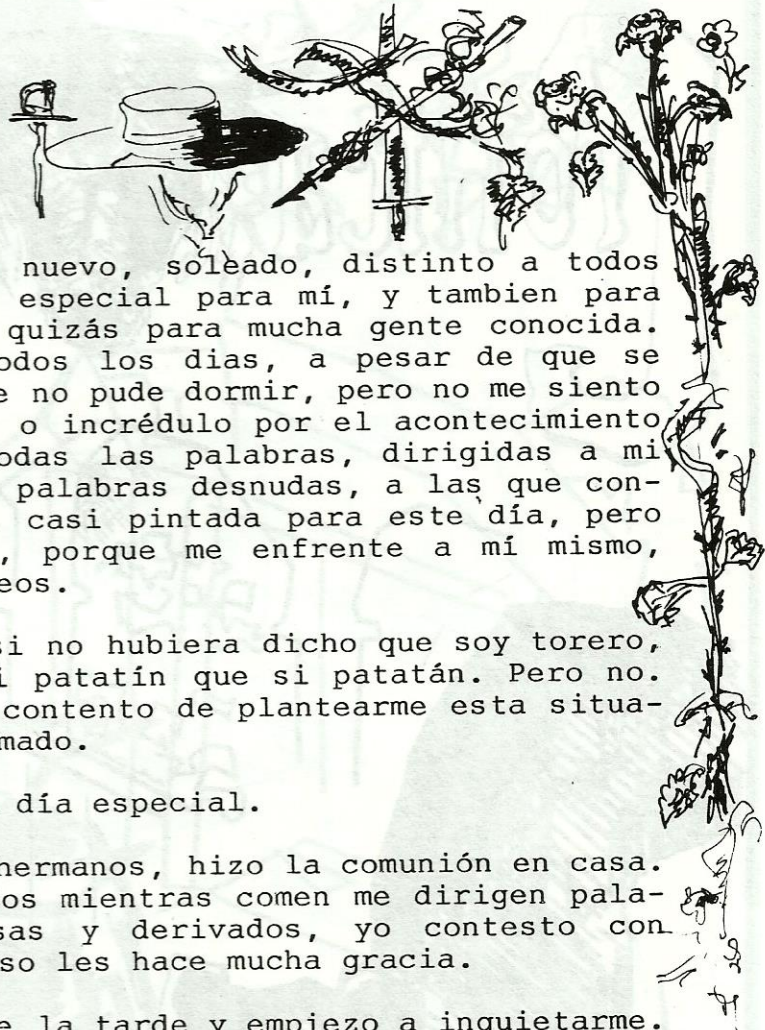 nuevo, soleado, distinto a todos
especial para mí, y tambien para
quizás para mucha gente conocida.
odos los dias, a pesar de que se
e no pude dormir, pero no me siento
o incrédulo por el acontecimiento
odas las palabras, dirigidas a mi
palabras desnudas, a las que con-
casi pintada para este día, pero
, porque me enfrente a mí mismo,
eos.
si no hubiera dicho que soy torero,
i patatín que si patatán. Pero no.
contento de plantearme esta situa-
mado.
día especial.
hermanos, hizo la comunión en casa.
os mientras comen me dirigen pala-
sas y derivados, yo contesto con
so les hace mucha gracia.
e la tarde y empiezo a inquietarme.